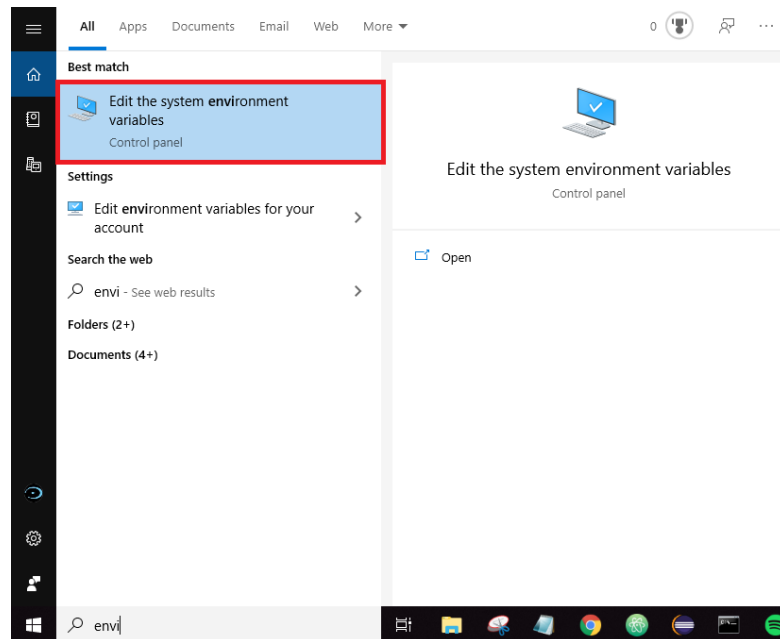 All Apps Documents Email Web More 0 ...
Best match
Edit the system environment
variables
Control panel
Settings
Edit environment variables for your
account
Search the web
envi - See web results
Folders (2+)
Documents (4+)
Edit the system environment variables
Control panel
Open
envi